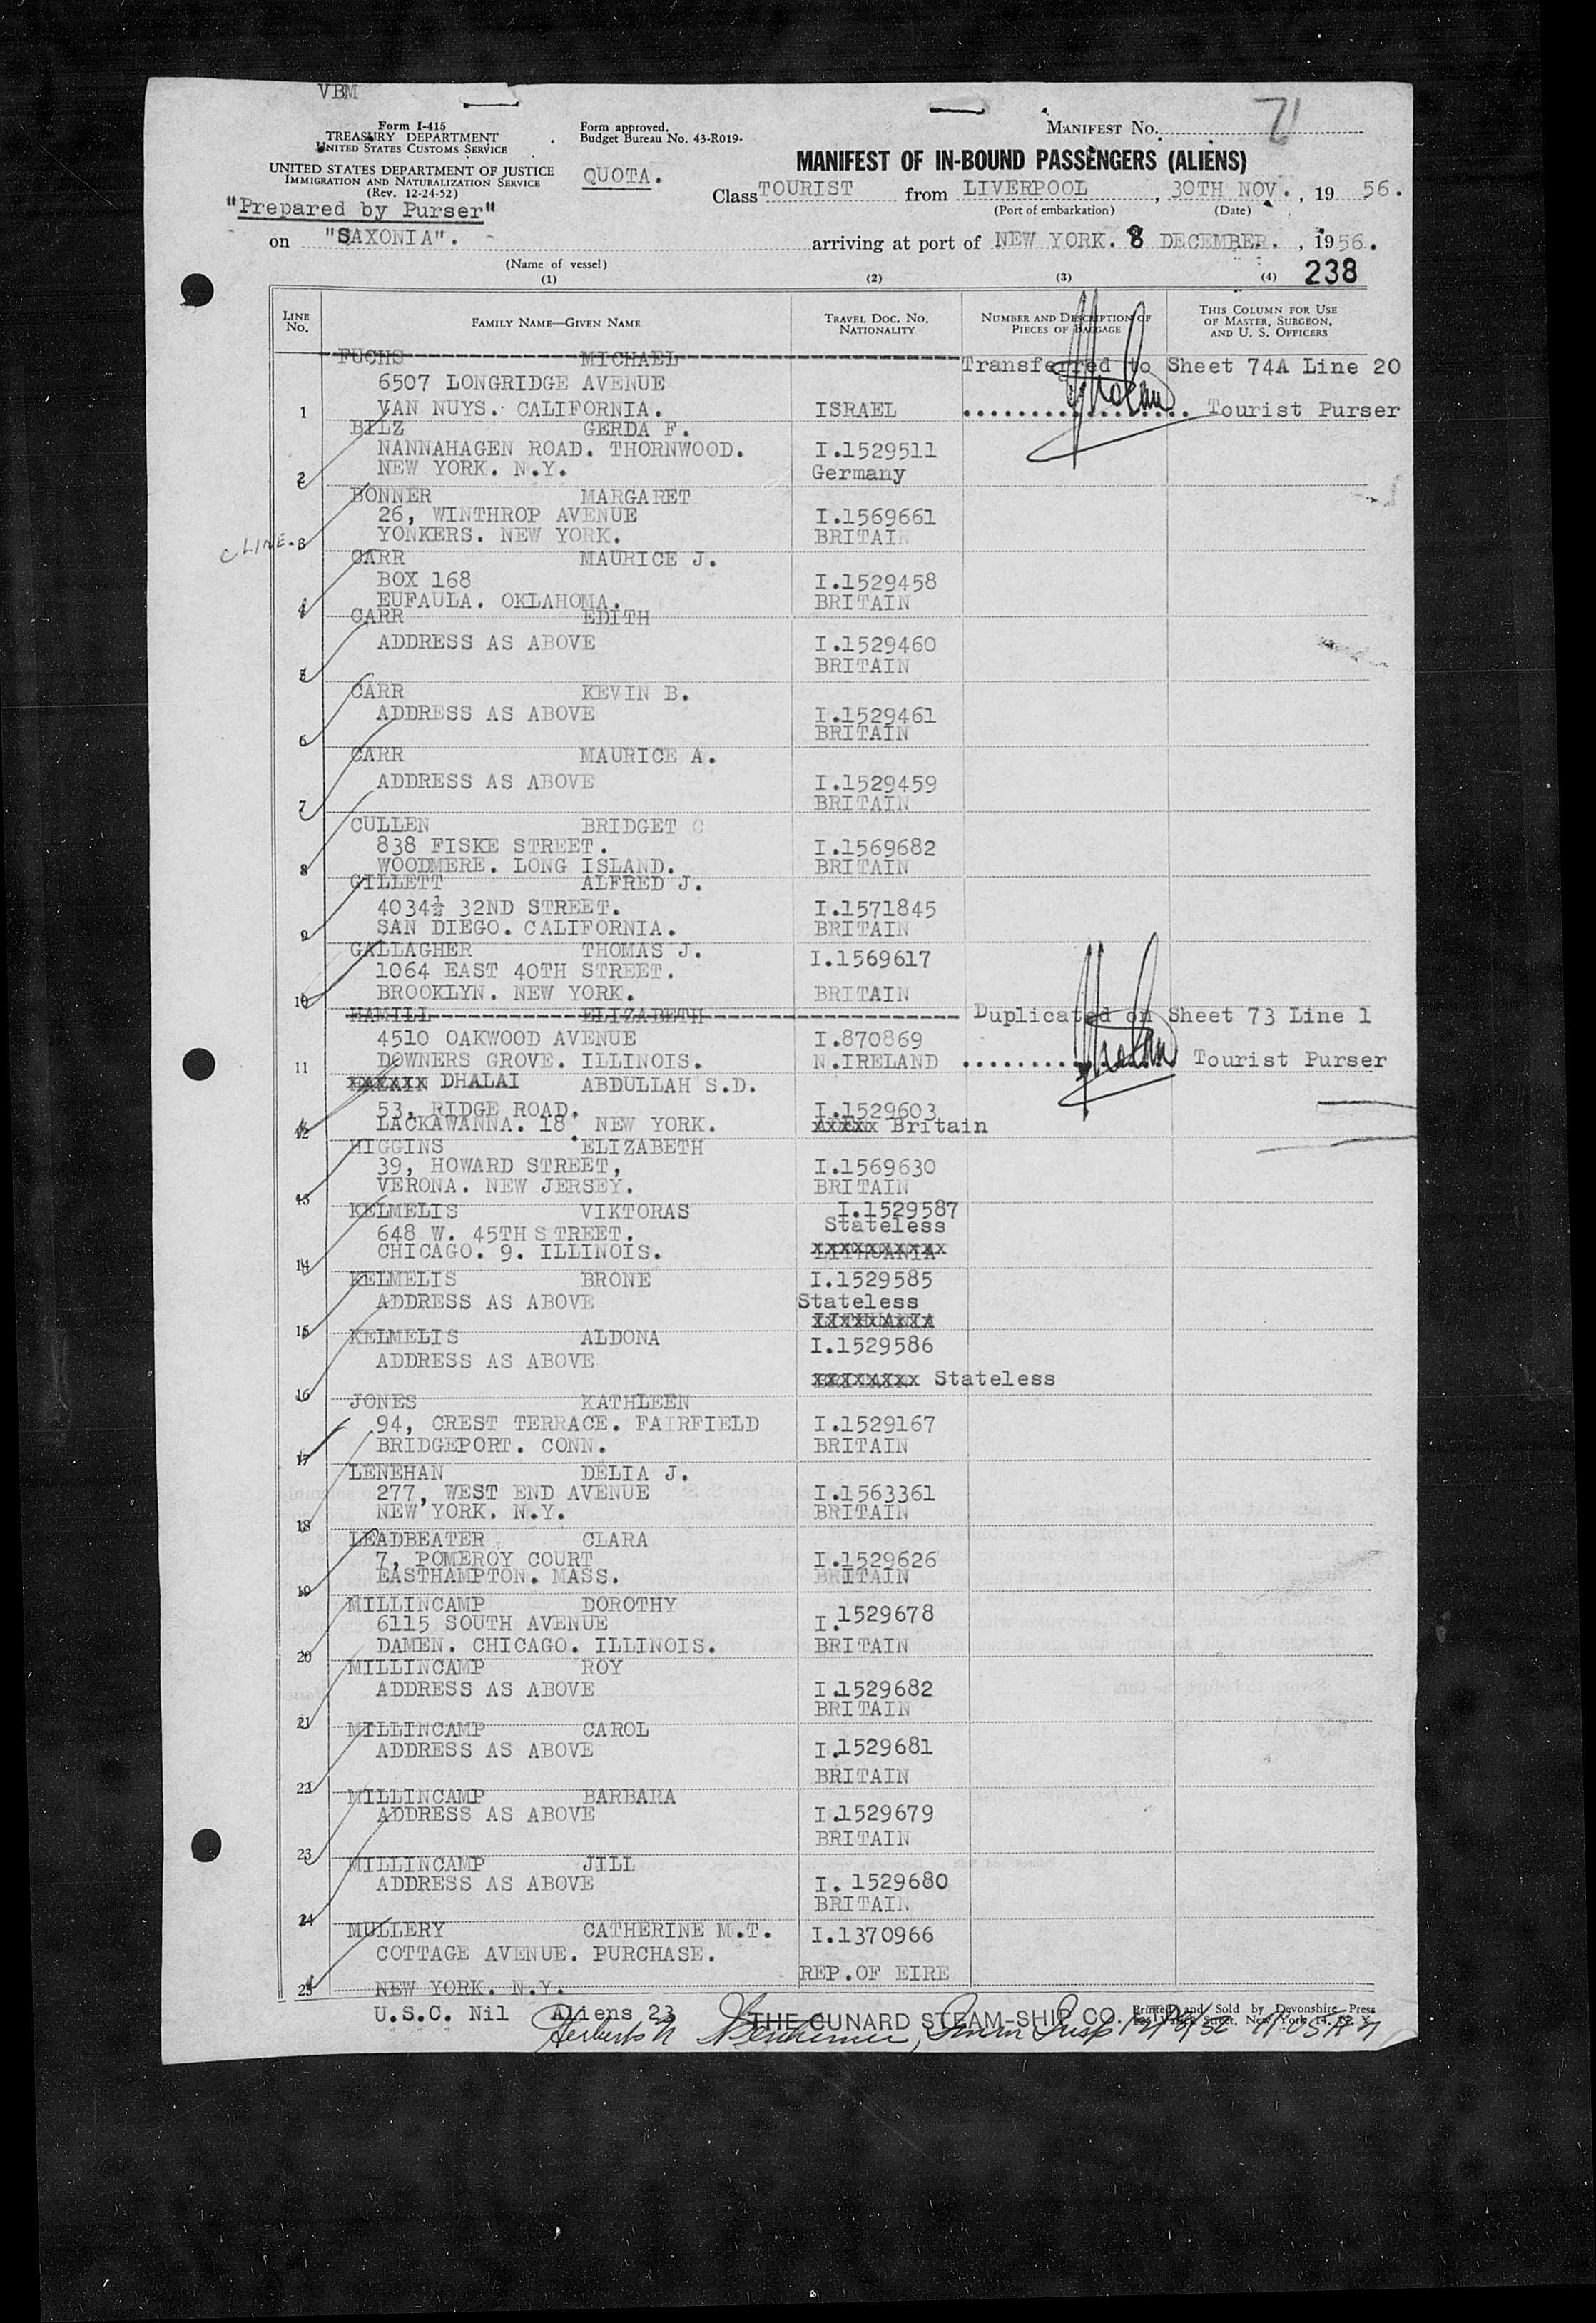 VBM
Form I-415
TREASURY DEPARTMENT
UNITED STATES CUSTOMS SERVICE
Form approved.
Budget Bureau No. 43-R019-
MANIFEST NO. 71
UNITED STATES DEPARTMENT OF JUSTICE
IMMIGRATION AND NATURALIZATION SERVICE
(Rev. 12-24-52)
QUOTA.
MANIFEST OF IN-BOUND PASSENGERS (ALIENS)
"Prepared by Purser"
Class TOURIST from LIVERPOOL, 30TH NOV., 1956.
(Port of embarkation) (Date)
on "SAXONIA". arriving at port of NEW YORK. 8 DECEMBER., 1956.
(Name of vessel)
(1) (2) (3) (4) 238
LINE No. FAMILY NAME—GIVEN NAME TRAVEL DOC. NO. NATIONALITY NUMBER AND DESCRIPTION OF PIECES OF BAGGAGE THIS COLUMN FOR USE OF MASTER, SURGEON, AND U. S. OFFICERS
FUCHS MICHAEL Transferred to Sheet 74A Line 20
6507 LONGRIDGE AVENUE
1 VAN NUYS. CALIFORNIA. ISRAEL Tourist Purser
BILZ GERDA F.
NANNAHAGEN ROAD. THORNWOOD. I.1529511
2 NEW YORK. N.Y. Germany
BONNER MARGARET
26, WINTHROP AVENUE I.1569661
C LINE 3 YONKERS. NEW YORK. BRITAIN
CARR MAURICE J.
BOX 168 I.1529458
4 EUFAULA. OKLAHOMA. BRITAIN
CARR EDITH
ADDRESS AS ABOVE I.1529460
5 BRITAIN
CARR KEVIN B.
ADDRESS AS ABOVE I.1529461
6 BRITAIN
CARR MAURICE A.
ADDRESS AS ABOVE I.1529459
7 BRITAIN
CULLEN BRIDGET C
838 FISKE STREET. I.1569682
8 WOODMERE. LONG ISLAND. BRITAIN
GILLETT ALFRED J.
4034½ 32ND STREET. I.1571845
9 SAN DIEGO. CALIFORNIA. BRITAIN
GALLAGHER THOMAS J. I.1569617
1064 EAST 40TH STREET.
10 BROOKLYN. NEW YORK. BRITAIN
HAMILL ELIZABETH Duplicated on Sheet 73 Line 1
4510 OAKWOOD AVENUE I.870869
11 DOWNERS GROVE. ILLINOIS. N.IRELAND Tourist Purser
DHALAI ABDULLAH S.D.
53, RIDGE ROAD. I.1529603
12 LACKAWANNA. 18 NEW YORK. Britain
HIGGINS ELIZABETH
39, HOWARD STREET, I.1569630
13 VERONA. NEW JERSEY. BRITAIN
KELMELIS VIKTORAS I.1529587
648 W. 45TH STREET. Stateless
14 CHICAGO. 9. ILLINOIS. LITHUANIA
KELMELIS BRONE I.1529585
ADDRESS AS ABOVE Stateless
15 LITHUANIA
KELMELIS ALDONA I.1529586
ADDRESS AS ABOVE
16 Stateless
JONES KATHLEEN
94, CREST TERRACE. FAIRFIELD I.1529167
17 BRIDGEPORT. CONN. BRITAIN
LENEHAN DELIA J.
277, WEST END AVENUE I.1563361
18 NEW YORK. N.Y. BRITAIN
LEADBEATER CLARA
7, POMEROY COURT I.1529626
19 EASTHAMPTON. MASS. BRITAIN
MILLINCAMP DOROTHY
6115 SOUTH AVENUE I.1529678
20 DAMEN. CHICAGO. ILLINOIS. BRITAIN
MILLINCAMP ROY
ADDRESS AS ABOVE I.1529682
21 BRITAIN
MILLINCAMP CAROL
ADDRESS AS ABOVE I.1529681
22 BRITAIN
MILLINCAMP BARBARA
ADDRESS AS ABOVE I.1529679
23 BRITAIN
MILLINCAMP JILL
ADDRESS AS ABOVE I. 1529680
24 BRITAIN
MULLERY CATHERINE M.T. I.1370966
COTTAGE AVENUE. PURCHASE.
25 NEW YORK. N.Y. REP.OF EIRE
U.S.C. Nil Aliens 23 THE CUNARD STEAM-SHIP CO. LTD. Printed and Sold by Devonshire Press